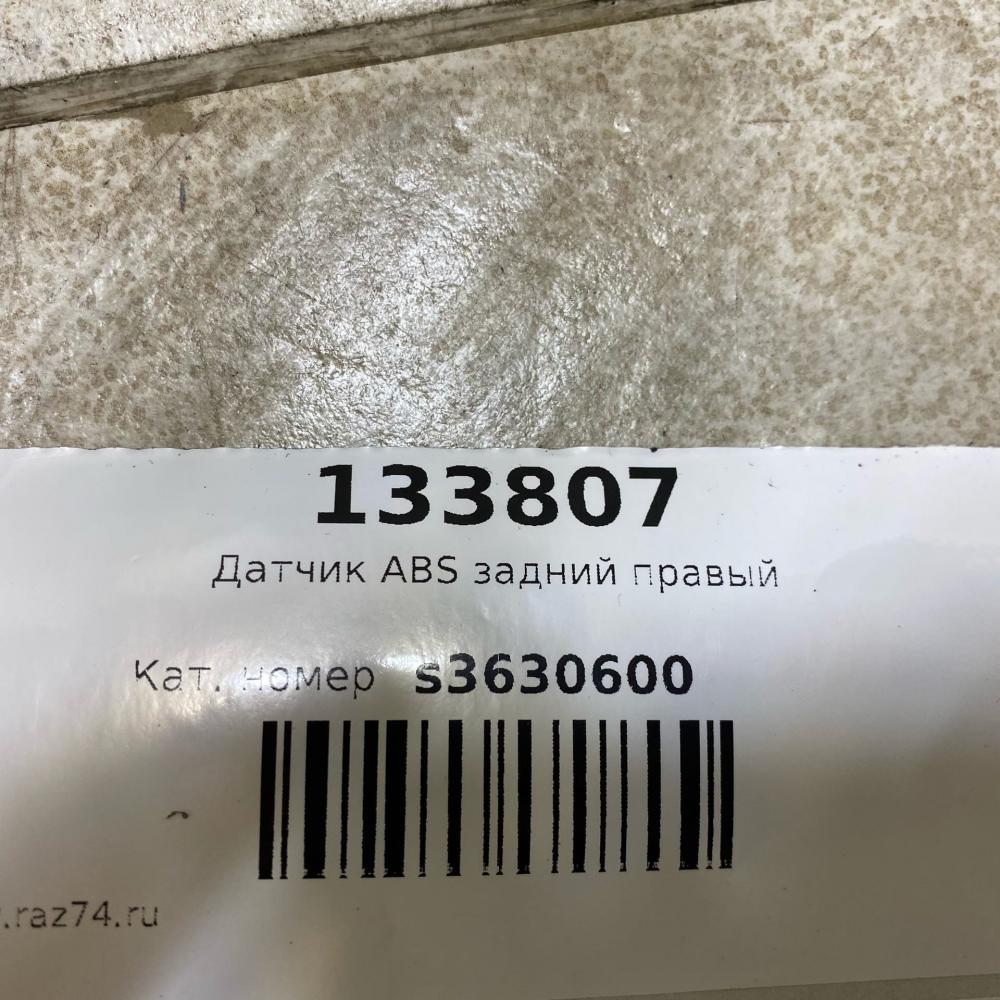 133807
Датчик ABS задний правый
Кат. номер s3630600
.raz74.ru